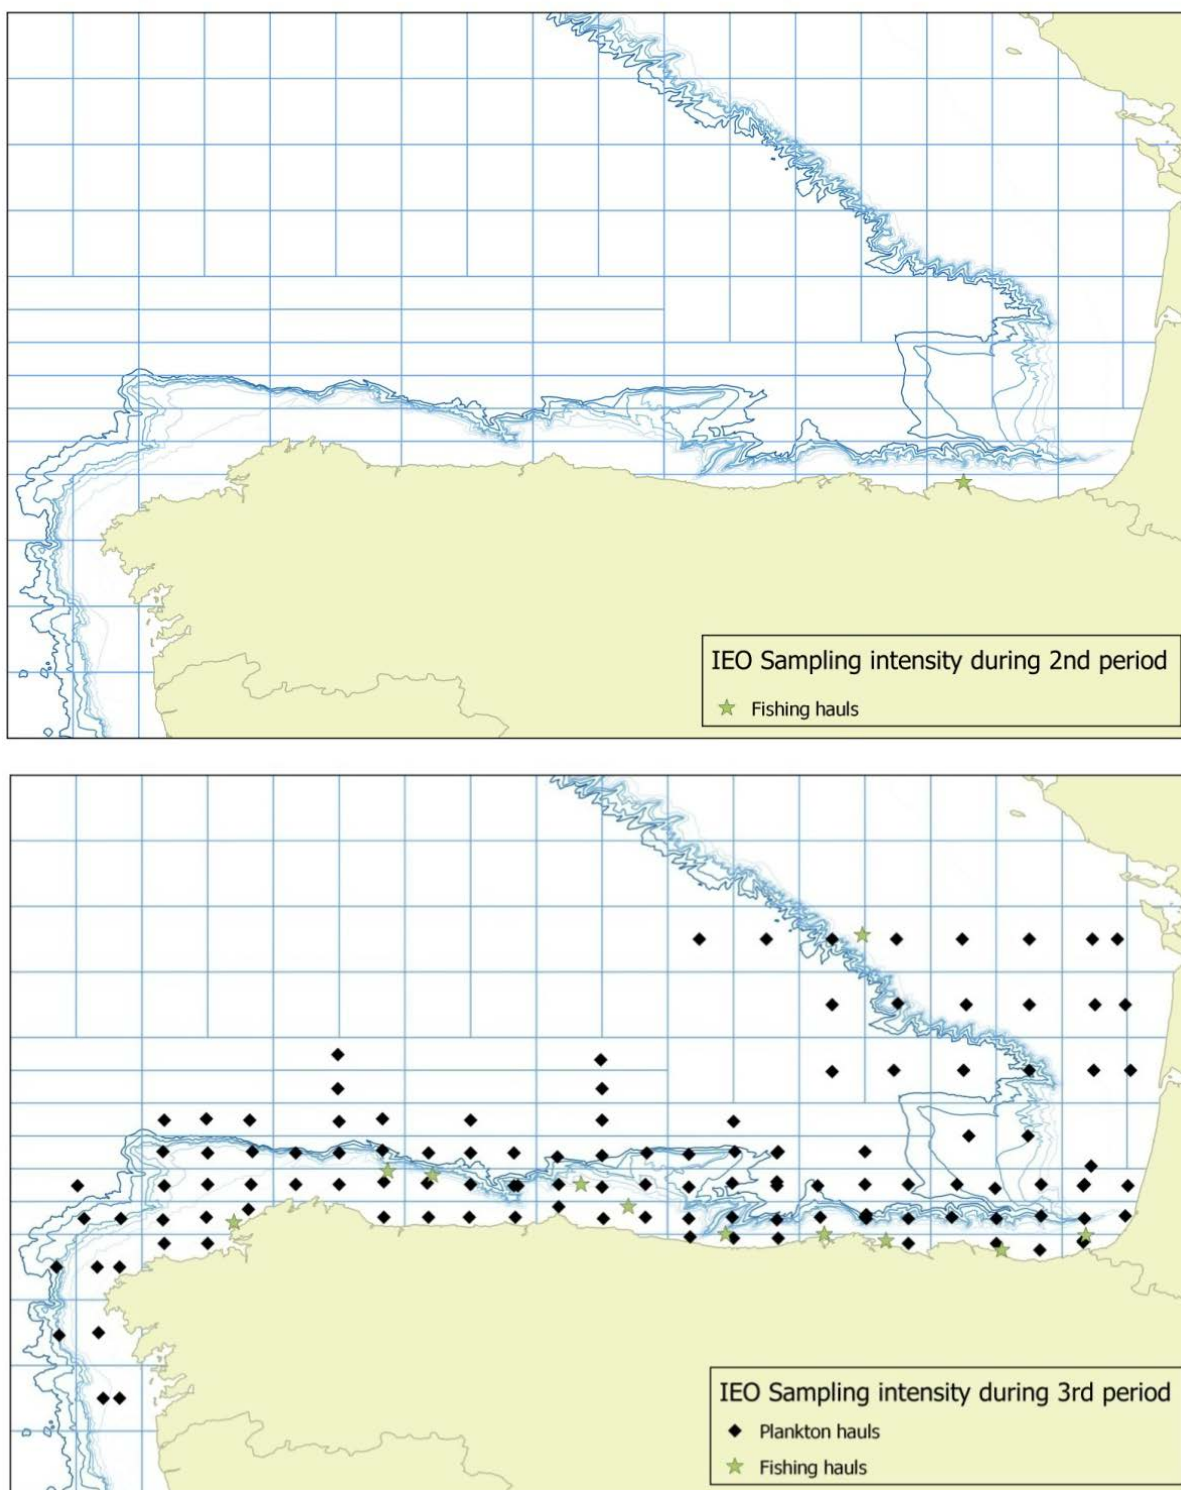 IEO Sampling intensity during 2nd period
Fishing hauls
IEO Sampling intensity during 3rd period
Plankton hauls
Fishing hauls